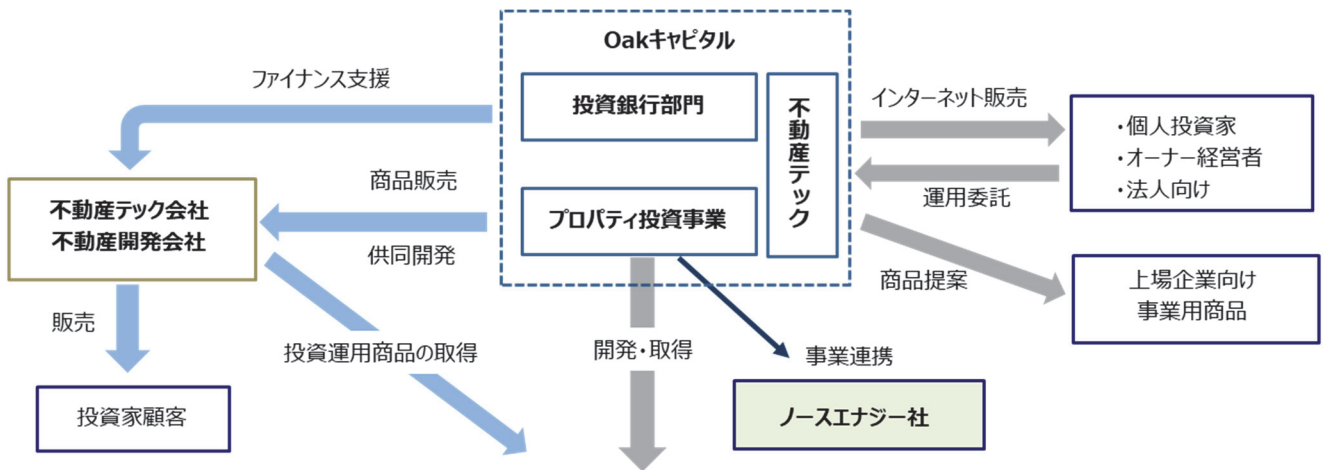 Oakキャピタル
ファイナンス支援
投資銀行部門
不動産テック
インターネット販売
・個人投資家
・オーナー経営者
・法人向け
商品販売
運用委託
不動産テック会社
不動産開発会社
プロパティ投資事業
供同開発
商品提案
上場企業向け
事業用商品
販売
投資運用商品の取得
開発・取得
事業連携
投資家顧客
ノースエナジー社